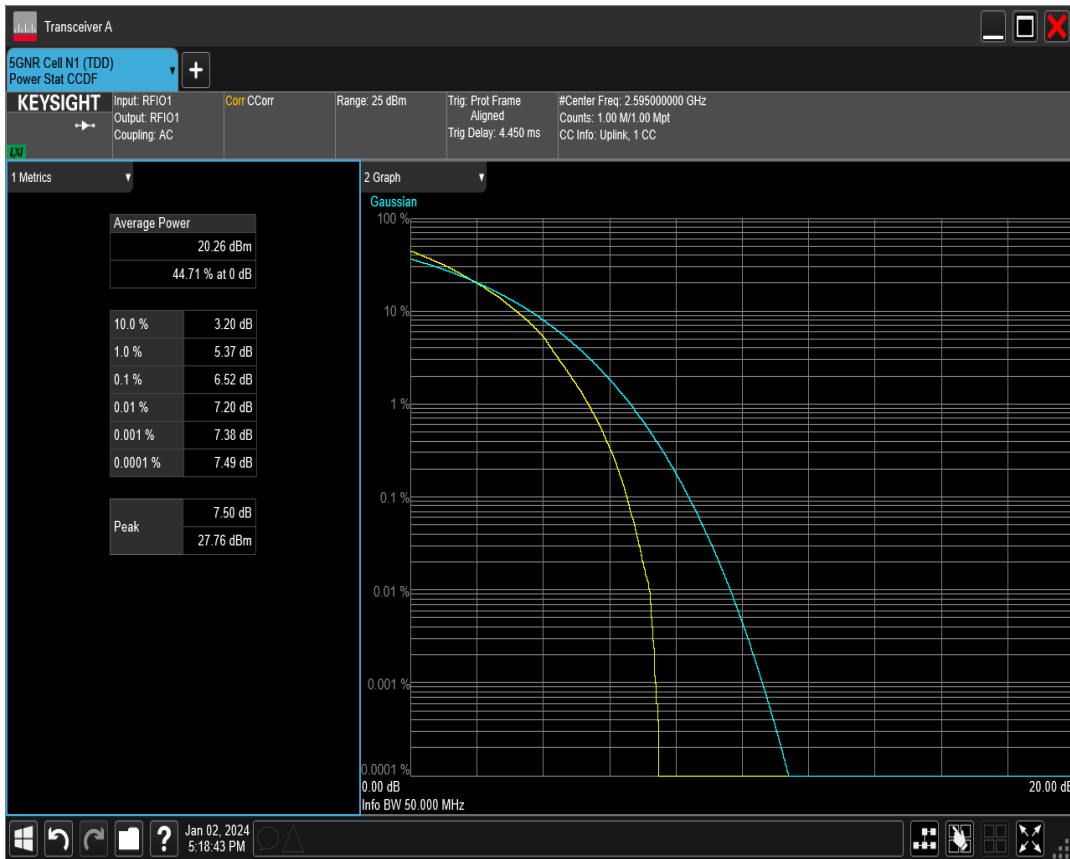 Transceiver A
5GNR Cell N1 (TDD)
Power Stat CCDF
+
KEYSIGHT
LXI
Input: RFIO1
Output: RFIO1
Coupling: AC
Corr CCorr
Range: 25 dBm
Trig: Prot Frame
Aligned
Trig Delay: 4.450 ms
#Center Freq: 2.595000000 GHz
Counts: 1.00 M/1.00 Mpt
CC Info: Uplink, 1 CC
1 Metrics
Average Power
20.26 dBm
44.71 % at 0 dB
10.0 % 3.20 dB
1.0 % 5.37 dB
0.1 % 6.52 dB
0.01 % 7.20 dB
0.001 % 7.38 dB
0.0001 % 7.49 dB
Peak
7.50 dB
27.76 dBm
2 Graph
Gaussian
100 %
10 %
1 %
0.1 %
0.01 %
0.001 %
0.0001 %
0.00 dB
20.00 dB
Info BW 50.000 MHz
?
Jan 02, 2024
5:18:43 PM